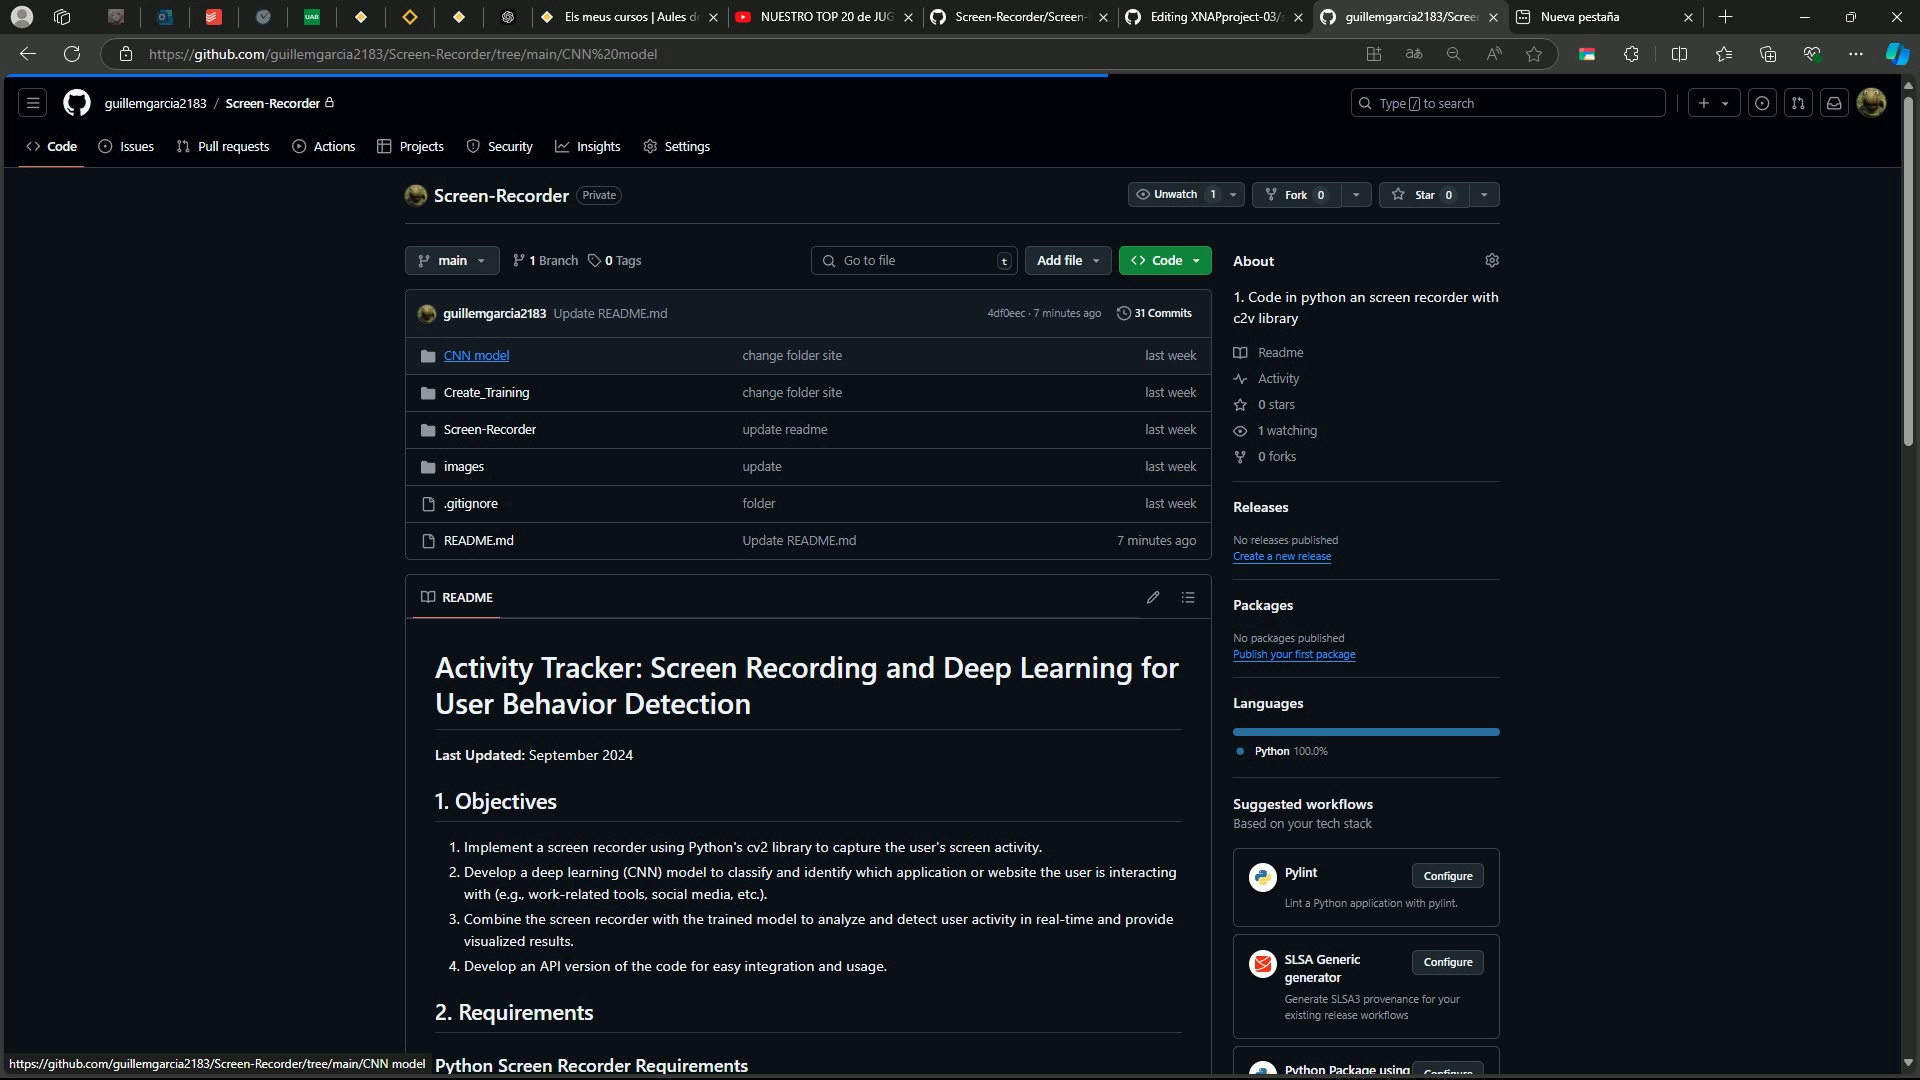 UAB
Els meus cursos | Aules d
NUESTRO TOP 20 de JUG
Screen-Recorder/Screen-
Editing XNAPproject-03/s
guillemgarcia2183/Screen
Nueva pestaña
https://github.com/guillemgarcia2183/Screen-Recorder/tree/main/CNN%20model
guillemgarcia2183 / Screen-Recorder
Type / to search
Code
Issues
Pull requests
Actions
Projects
Security
Insights
Settings
Screen-Recorder Private
Unwatch 1
Fork 0
Star 0
main
1 Branch
0 Tags
Go to file t
Add file
Code
guillemgarcia2183 Update README.md 4df0eec · 7 minutes ago 31 Commits
CNN model change folder site last week
Create_Training change folder site last week
Screen-Recorder update readme last week
images update last week
.gitignore folder last week
README.md Update README.md 7 minutes ago
README
Activity Tracker: Screen Recording and Deep Learning for
User Behavior Detection
Last Updated: September 2024
1. Objectives
1. Implement a screen recorder using Python's cv2 library to capture the user's screen activity.
2. Develop a deep learning (CNN) model to classify and identify which application or website the user is interacting
with (e.g., work-related tools, social media, etc.).
3. Combine the screen recorder with the trained model to analyze and detect user activity in real-time and provide
visualized results.
4. Develop an API version of the code for easy integration and usage.
2. Requirements
Python Screen Recorder Requirements
About
1. Code in python an screen recorder with
c2v library
Readme
Activity
0 stars
1 watching
0 forks
Releases
No releases published
Create a new release
Packages
No packages published
Publish your first package
Languages
Python 100.0%
Suggested workflows
Based on your tech stack
Pylint
Configure
Lint a Python application with pylint.
SLSA Generic
generator
Configure
Generate SLSA3 provenance for your
existing release workflows
Python Package using
Configure
https://github.com/guillemgarcia2183/Screen-Recorder/tree/main/CNN model